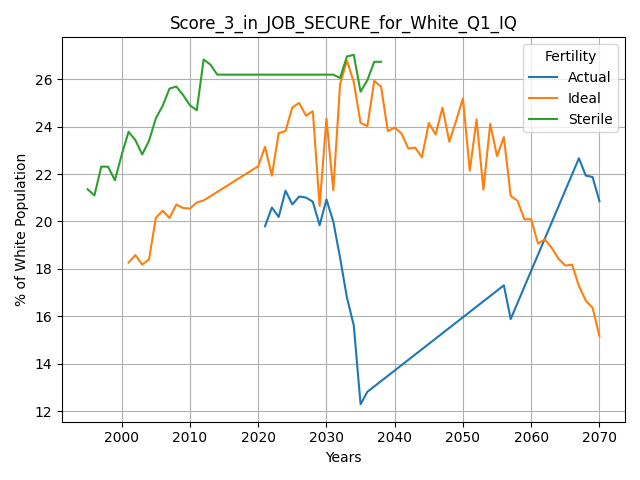 Score_3_in_JOB_SECURE_for_White_Q1_IQ
% of White Population
26
24
22
20
18
16
14
12
Fertility
Actual
Ideal
Sterile
2000 2010 2020 2030 2040 2050 2060 2070
Years